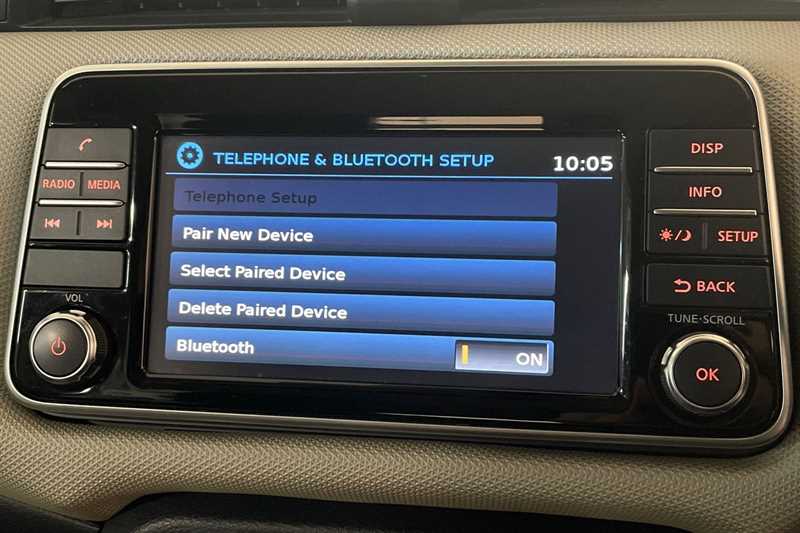 TELEPHONE & BLUETOOTH SETUP
10:05
Telephone Setup
Pair New Device
Select Paired Device
Delete Paired Device
Bluetooth
ON
RADIO
MEDIA
VOL
DISP
INFO
SETUP
BACK
TUNE·SCROLL
OK